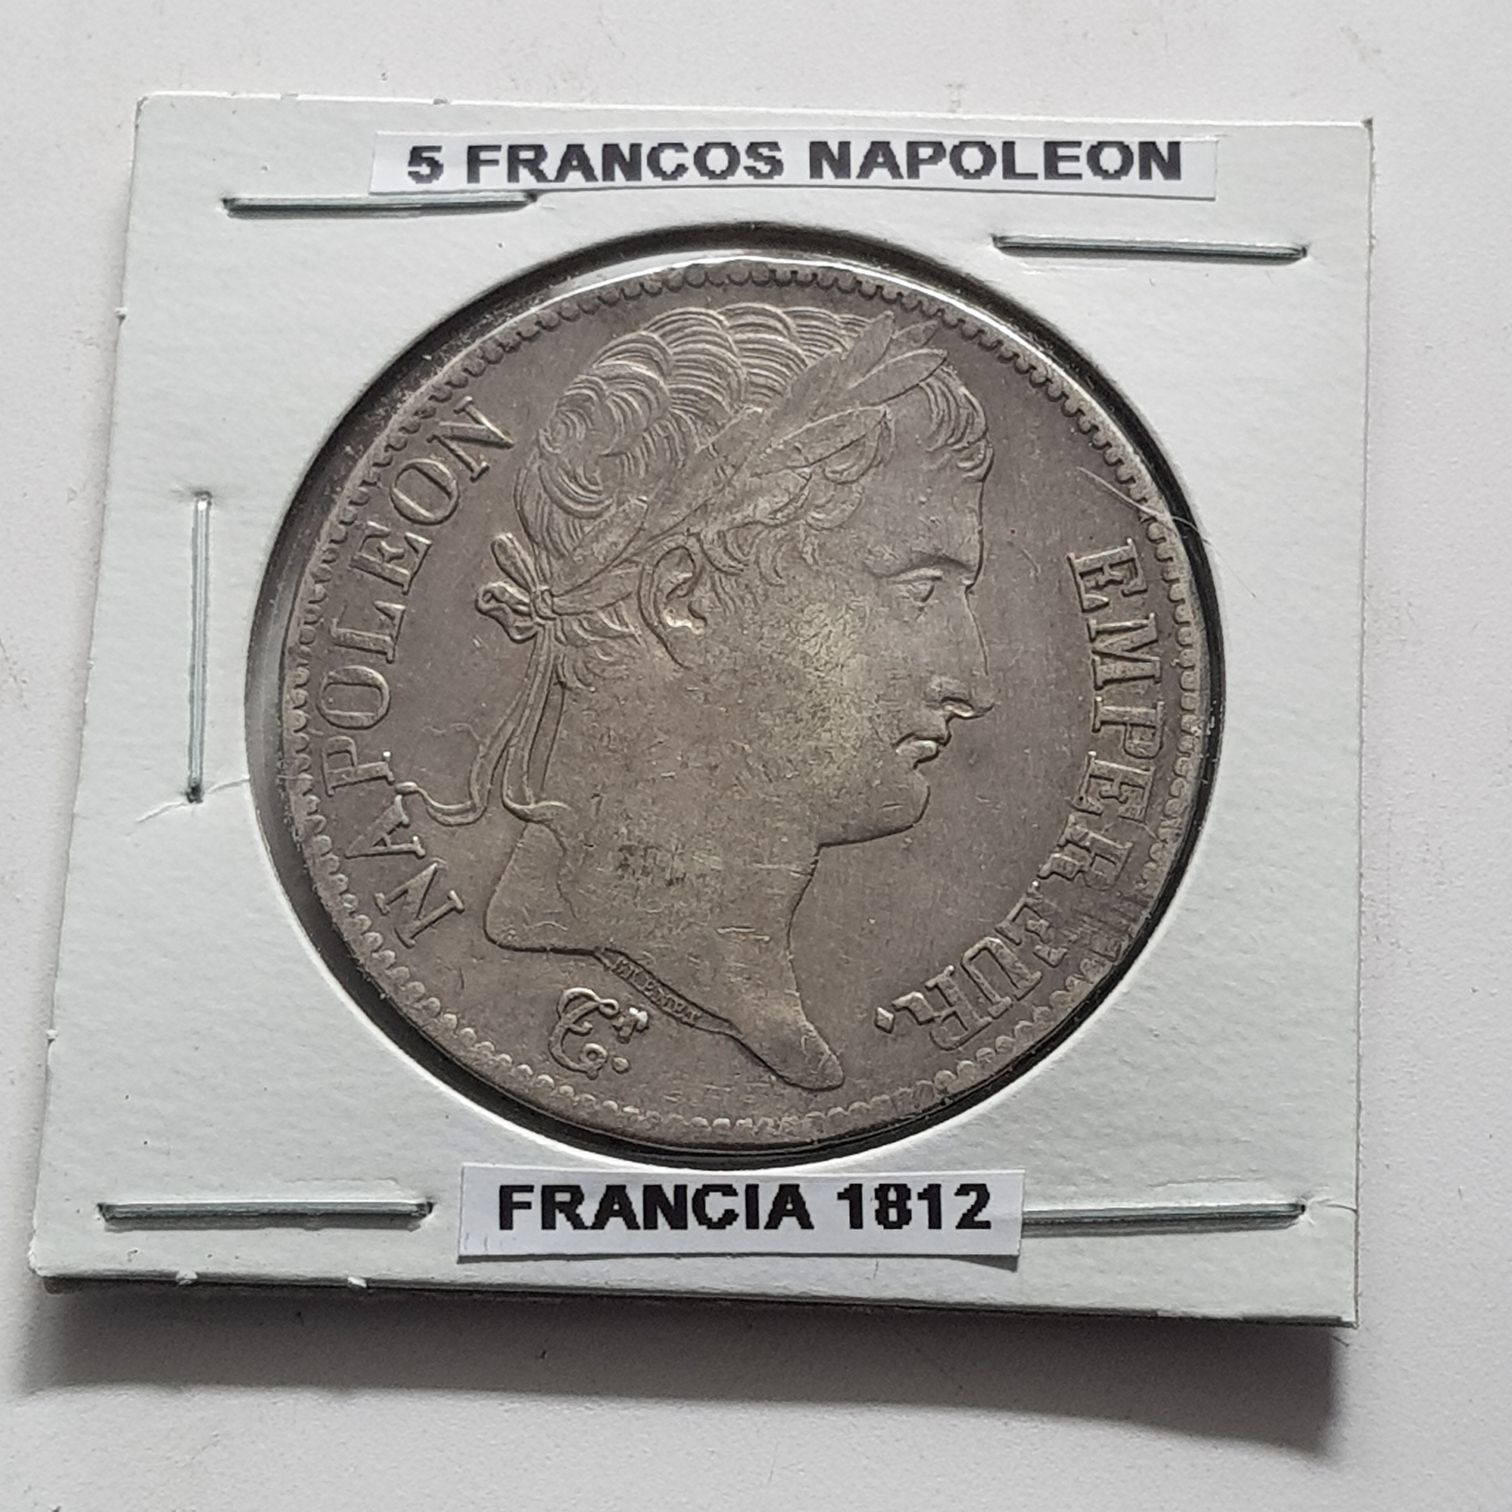 5 FRANCOS NAPOLEON
NAPOLEON
EMPEREUR.
FRANCIA 1812